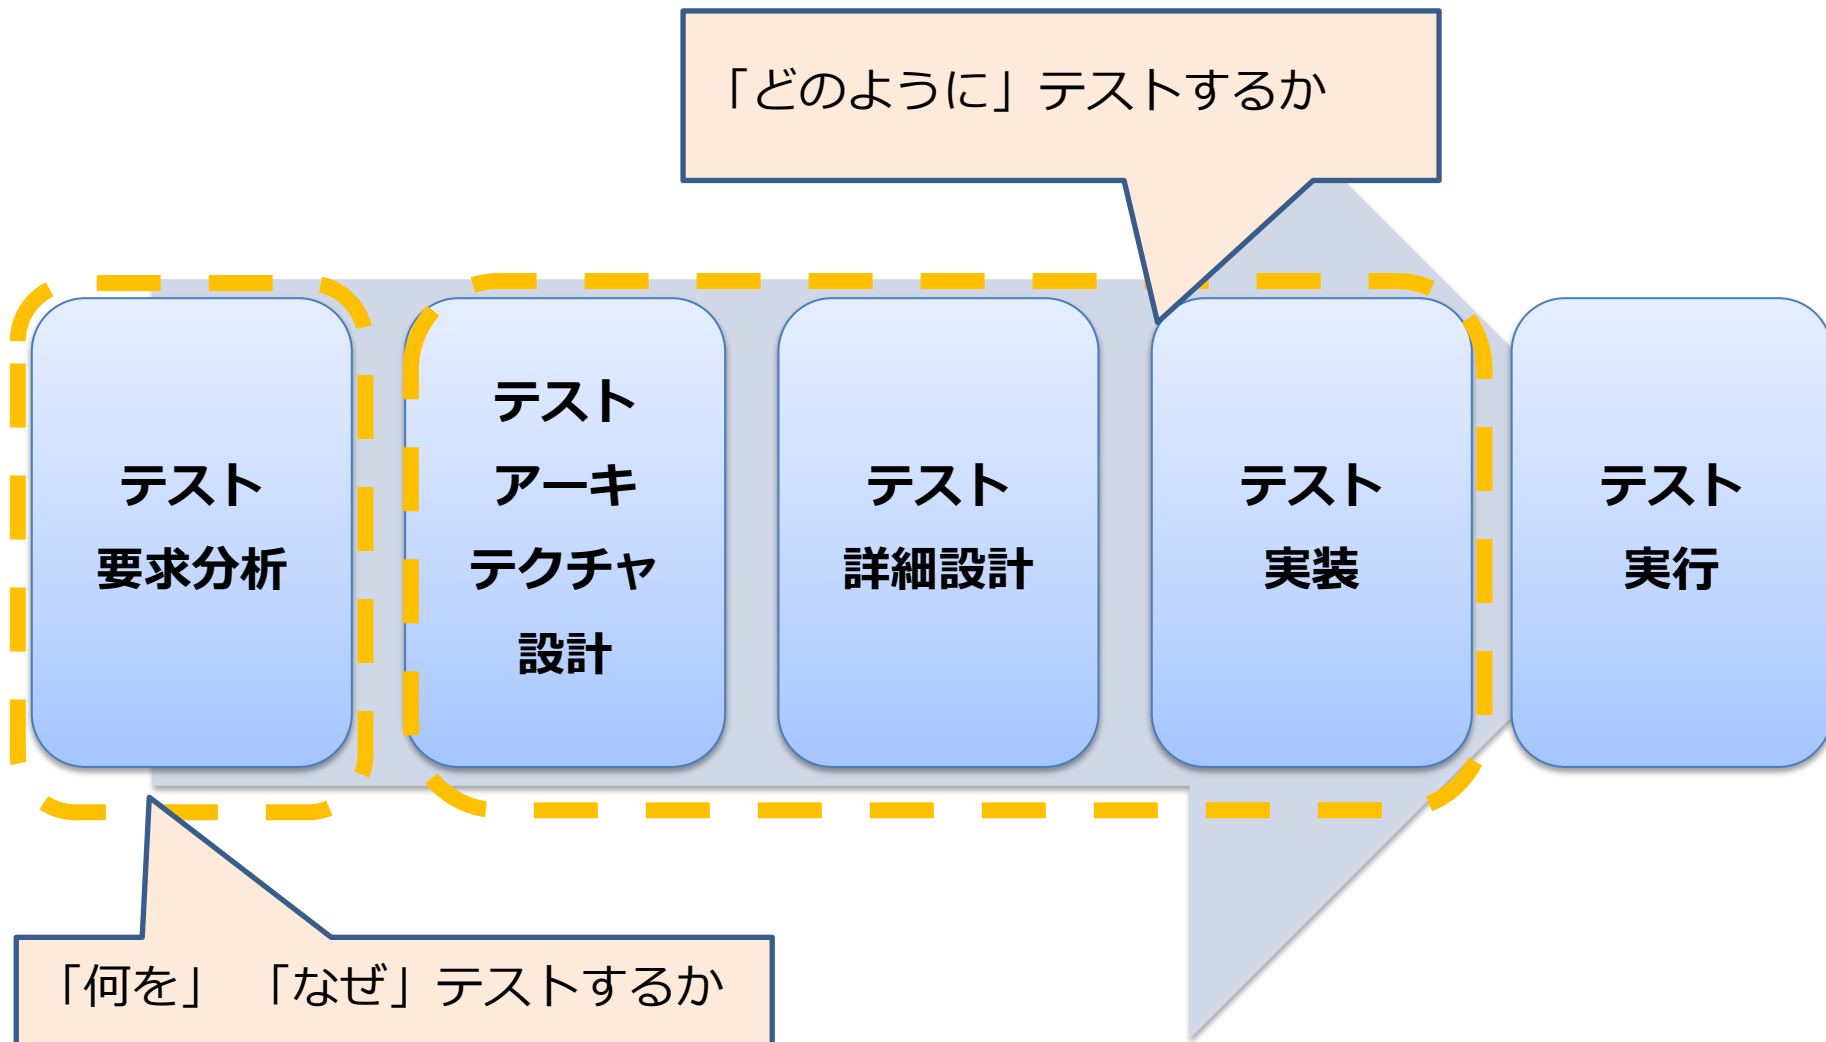 「どのように」テストするか
テスト
要求分析
テスト
アーキ
テクチャ
設計
テスト
詳細設計
テスト
実装
テスト
実行
「何を」　「なぜ」テストするか